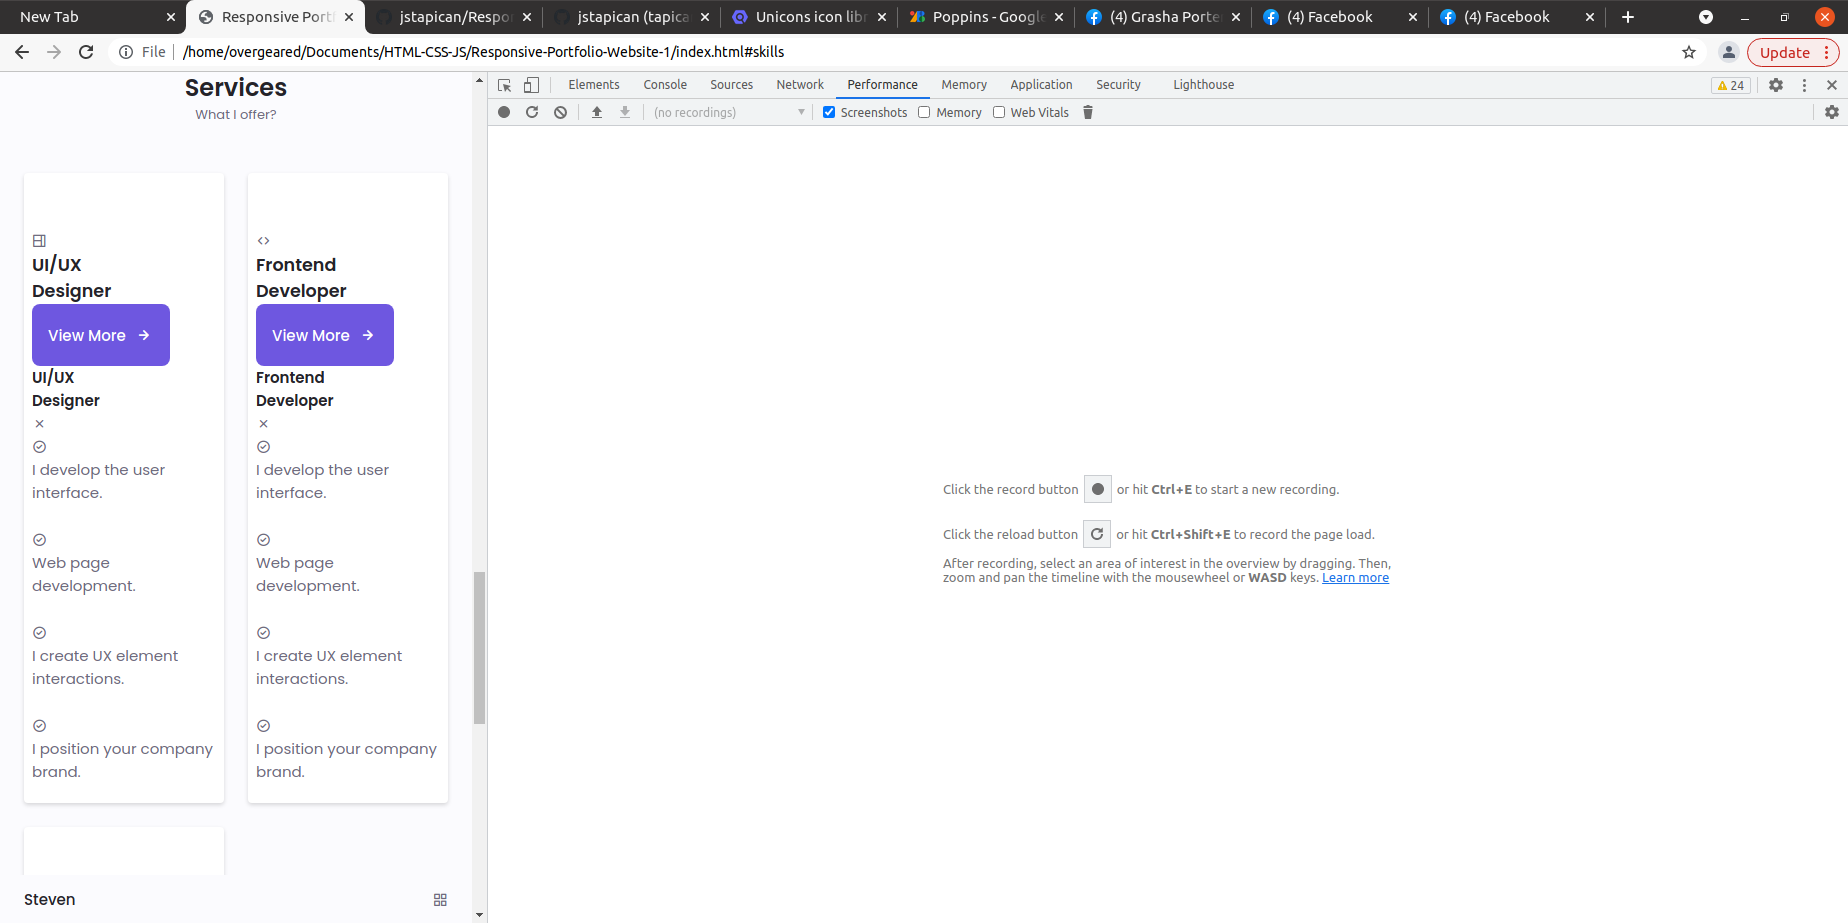 New Tab
Responsive Port
jstapican/Respo
jstapican (tapica
Unicons icon libr
Poppins - Google
(4) Grasha Porte
(4) Facebook
(4) Facebook
File
/home/overgeared/Documents/HTML-CSS-JS/Responsive-Portfolio-Website-1/index.html#skills
Update
Elements
Console
Sources
Network
Performance
Memory
Application
Security
Lighthouse
24
(no recordings)
Screenshots
Memory
Web Vitals
Services
What I offer?
UI/UX
Designer
View More
UI/UX
Designer
I develop the user
interface.
Web page
development.
I create UX element
interactions.
I position your company
brand.
Frontend
Developer
View More
Frontend
Developer
I develop the user
interface.
Web page
development.
I create UX element
interactions.
I position your company
brand.
Steven
Click the record button or hit Ctrl+E to start a new recording.
Click the reload button or hit Ctrl+Shift+E to record the page load.
After recording, select an area of interest in the overview by dragging. Then,
zoom and pan the timeline with the mousewheel or WASD keys. Learn more